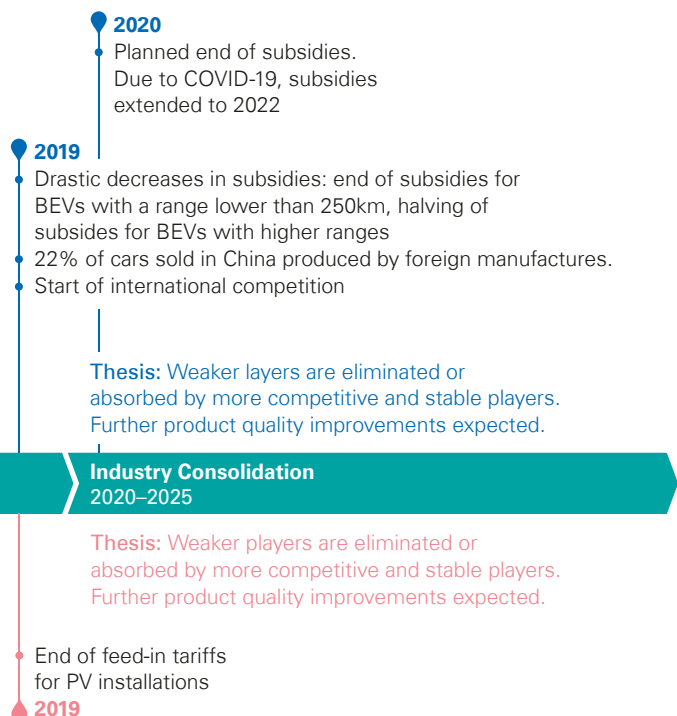 2020
Planned end of subsidies.
Due to COVID-19, subsidies
extended to 2022
2019
Drastic decreases in subsidies: end of subsidies for
BEVs with a range lower than 250km, halving of
subsides for BEVs with higher ranges
22% of cars sold in China produced by foreign manufactures.
Start of international competition
Thesis: Weaker layers are eliminated or
absorbed by more competitive and stable players.
Further product quality improvements expected.
Industry Consolidation
2020–2025
Thesis: Weaker players are eliminated or
absorbed by more competitive and stable players.
Further product quality improvements expected.
End of feed-in tariffs
for PV installations
2019